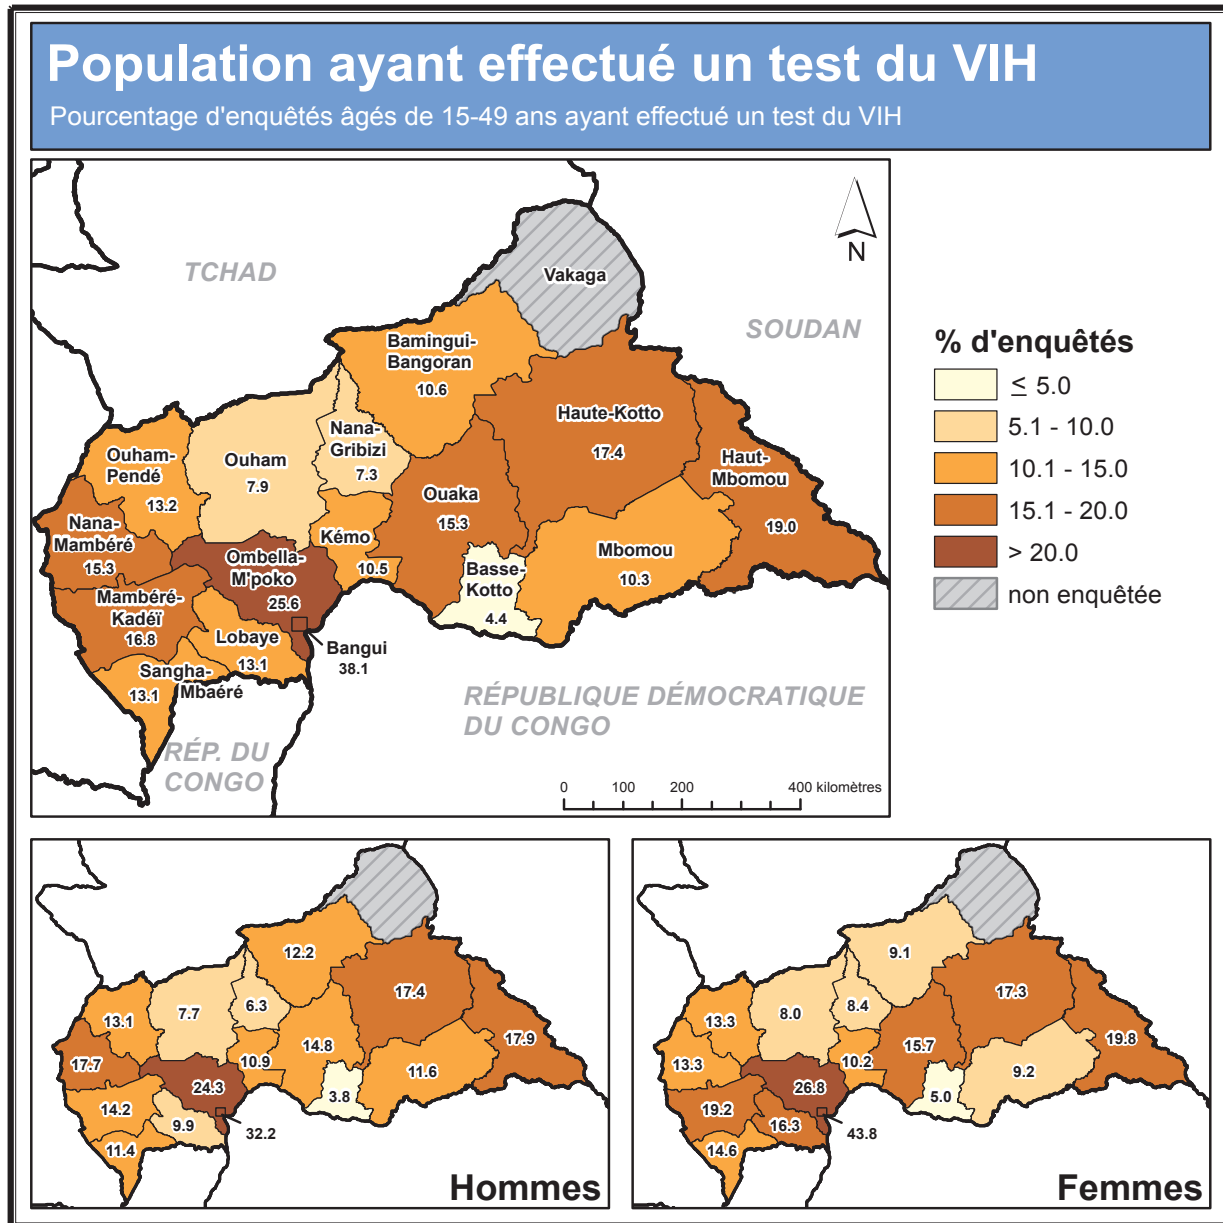 Population ayant effectué un test du VIH
Pourcentage d'enquêtés âgés de 15-49 ans ayant effectué un test du VIH
N
TCHAD
SOUDAN
Vakaga
Bamingui-
Bangoran
10.6
Haute-Kotto
17.4
Haut-
Mbomou
19.0
Nana-
Gribizi
7.3
Ouham
7.9
Ouham-
Pendé
13.2
Ouaka
15.3
Nana-
Mambéré
15.3
Kémo
10.5
Ombella-
M'poko
25.6
Mbomou
10.3
Basse-
Kotto
4.4
Mambéré-
Kadéï
16.8
Lobaye
13.1
Bangui
38.1
Sangha-
Mbaéré
13.1
RÉPUBLIQUE DÉMOCRATIQUE
DU CONGO
RÉP. DU
CONGO
0 100 200 400 kilomètres
% d'enquêtés
≤ 5.0
5.1 - 10.0
10.1 - 15.0
15.1 - 20.0
> 20.0
non enquêtée
12.2
17.4
6.3
7.7
13.1
17.9
14.8
10.9
17.7
11.6
24.3
3.8
14.2
9.9
32.2
11.4
Hommes
9.1
17.3
8.4
8.0
13.3
19.8
15.7
10.2
13.3
9.2
26.8
5.0
19.2
16.3
43.8
14.6
Femmes